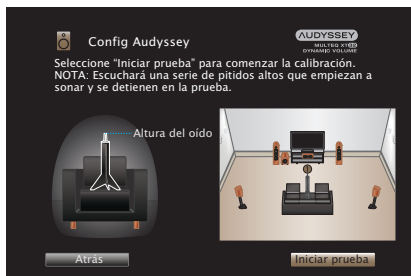 Config Audyssey
AUDYSSEY
MULTEQ XT32
DYNAMIC VOLUME
Seleccione “Iniciar prueba” para comenzar la calibración.
NOTA: Escuchará una serie de pitidos altos que empiezan a
sonar y se detienen en la prueba.
Altura del oído
Atrás
Iniciar prueba